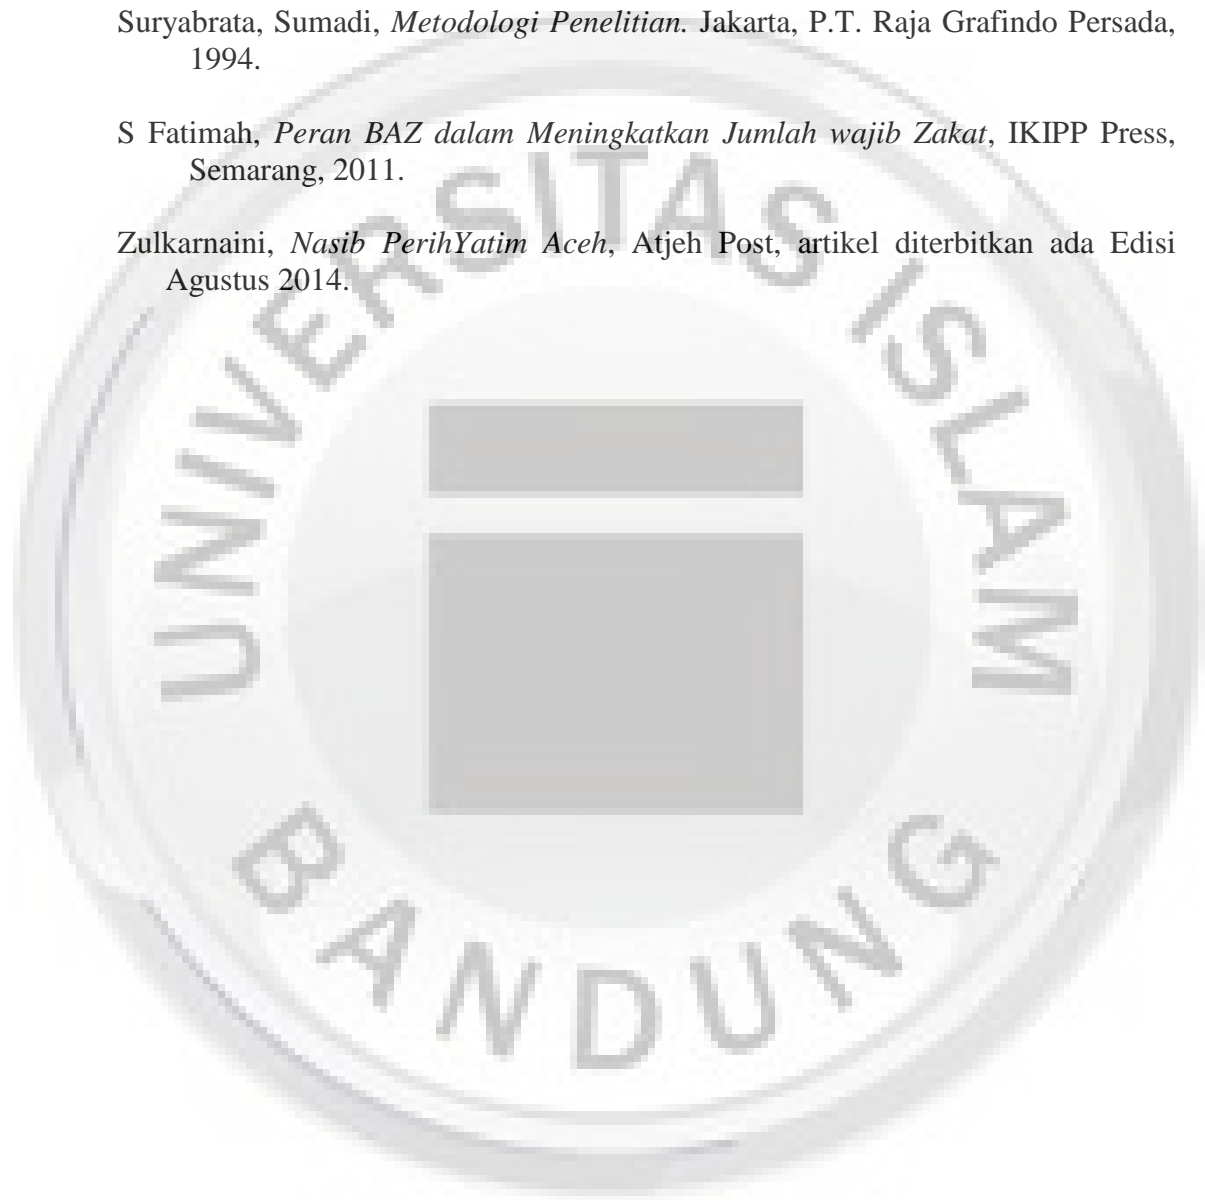 Suryabrata, Sumadi, Metodologi Penelitian. Jakarta, P.T. Raja Grafindo Persada,
1994.
S Fatimah, Peran BAZ dalam Meningkatkan Jumlah wajib Zakat, IKIPP Press,
Semarang, 2011.
Zulkarnaini, Nasib PerihYatim Aceh, Atjeh Post, artikel diterbitkan ada Edisi
Agustus 2014.
UNIVERSITAS ISLAM
BANDUNG